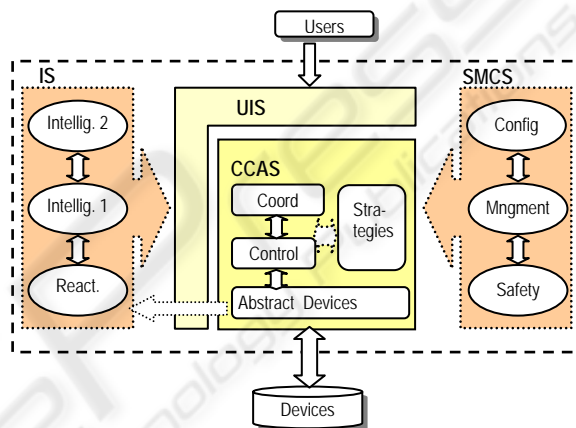 Users
IS
SMCS
UIS
Intellig. 2
Config
CCAS
Coord
Stra-
tegies
Intellig. 1
Mngment
Control
React.
Abstract Devices
Safety
Devices